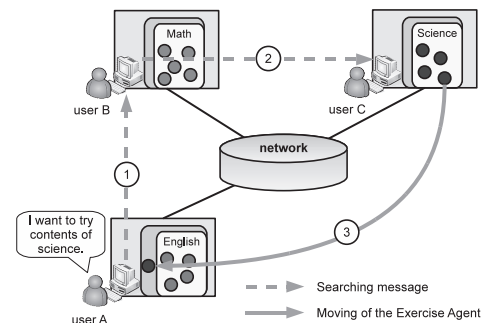 Math
Science
2
user B
user C
network
1
3
I want to try
contents of
science.
English
user A
Searching message
Moving of the Exercise Agent